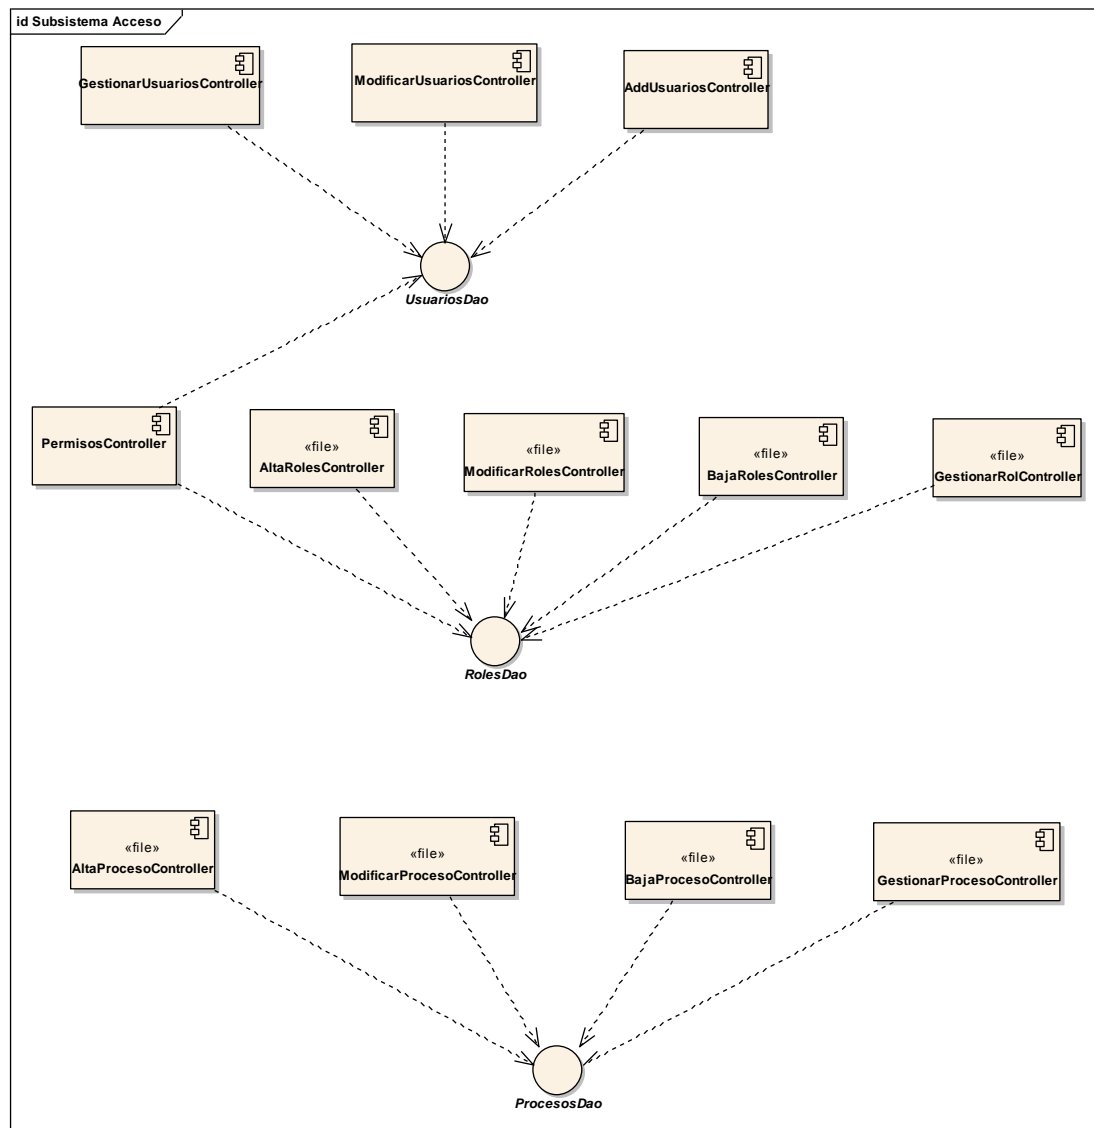 id Subsistema Acceso
GestionarUsuariosController
ModificarUsuariosController
AddUsuariosController
UsuariosDao
PermisosController
«file»
AltaRolesController
«file»
ModificarRolesController
«file»
BajaRolesController
«file»
GestionarRolController
RolesDao
«file»
AltaProcesoController
«file»
ModificarProcesoController
«file»
BajaProcesoController
«file»
GestionarProcesoController
ProcesosDao